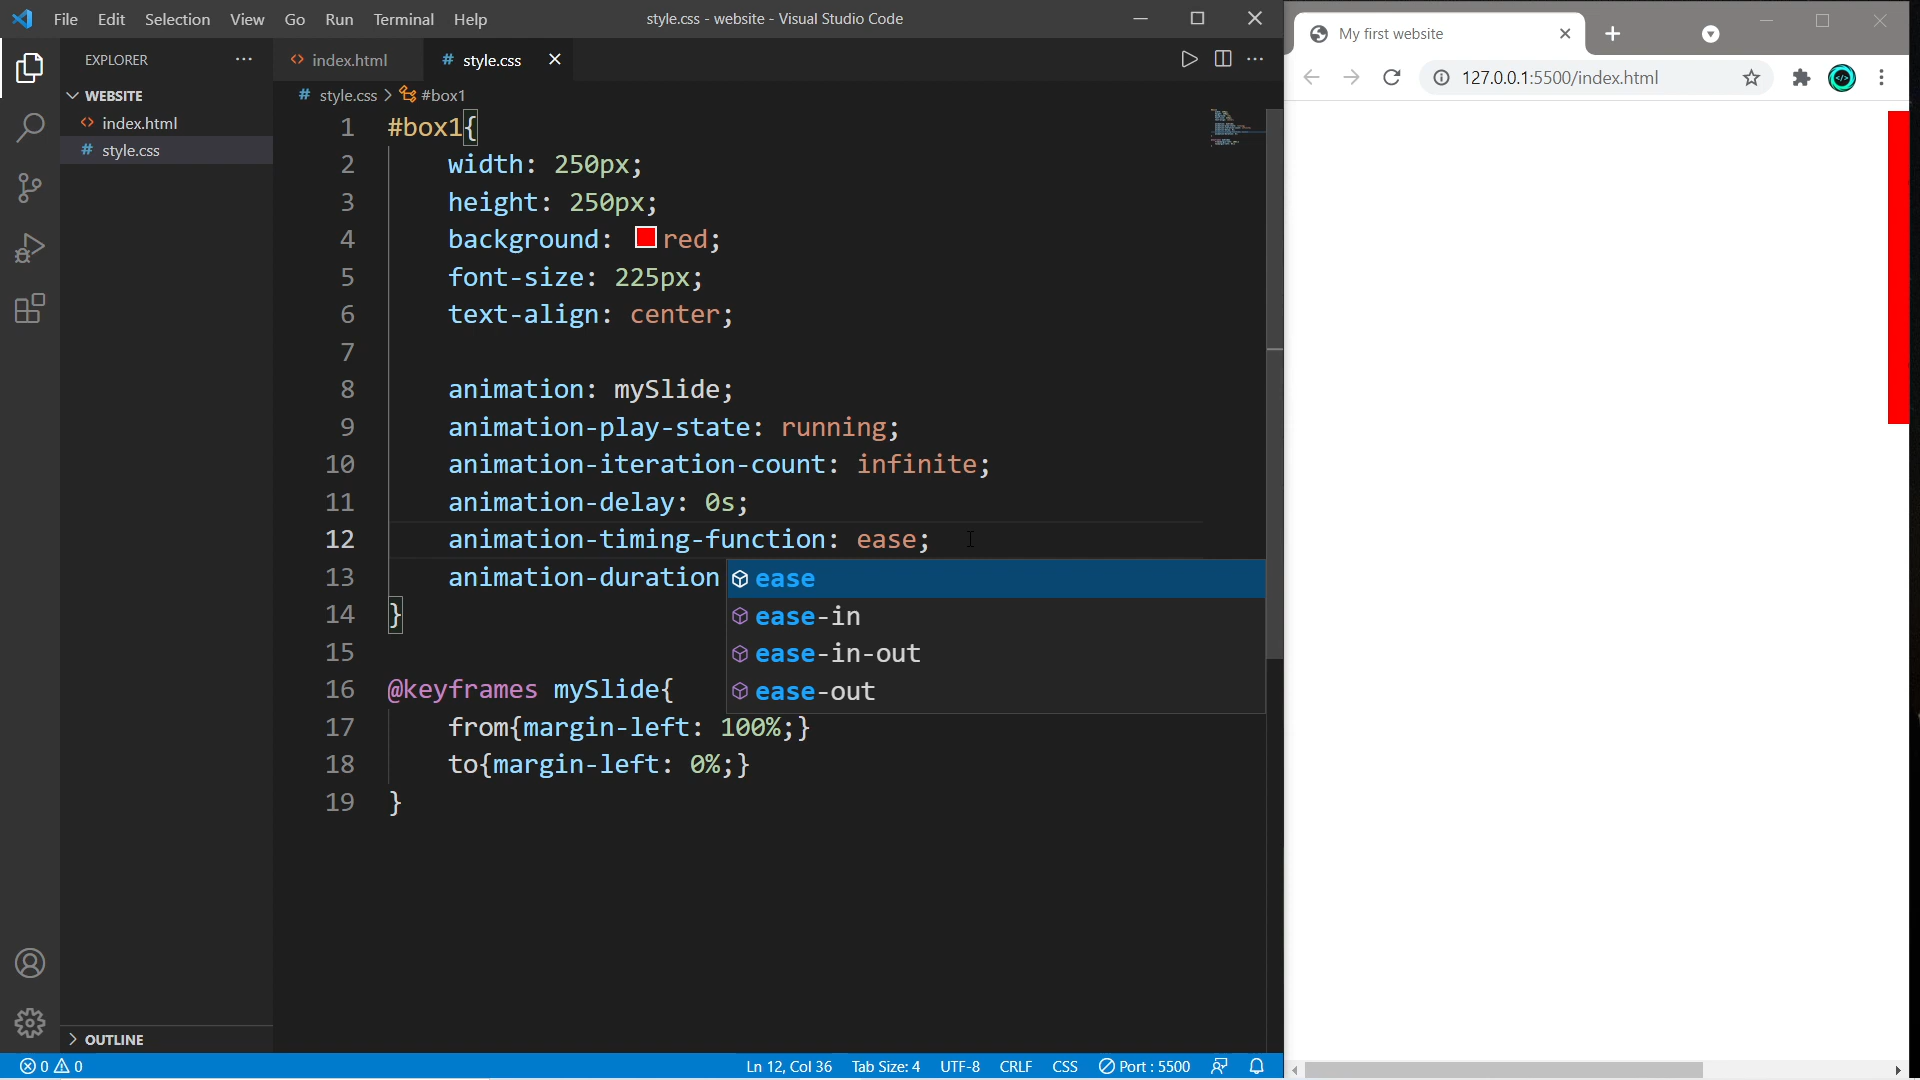 File Edit Selection View Go Run Terminal Help
style.css - website - Visual Studio Code
EXPLORER
WEBSITE
index.html
style.css
OUTLINE
index.html
# style.css
# style.css > #box1
1 #box1{
2 width: 250px;
3 height: 250px;
4 background: red;
5 font-size: 225px;
6 text-align: center;
7
8 animation: mySlide;
9 animation-play-state: running;
10 animation-iteration-count: infinite;
11 animation-delay: 0s;
12 animation-timing-function: ease;
13 animation-duration
ease
ease-in
ease-in-out
ease-out
14 }
15
16 @keyframes mySlide{
17 from{margin-left: 100%;}
18 to{margin-left: 0%;}
19 }
0 0
Ln 12, Col 36 Tab Size: 4 UTF-8 CRLF CSS Port : 5500
My first website
127.0.0.1:5500/index.html